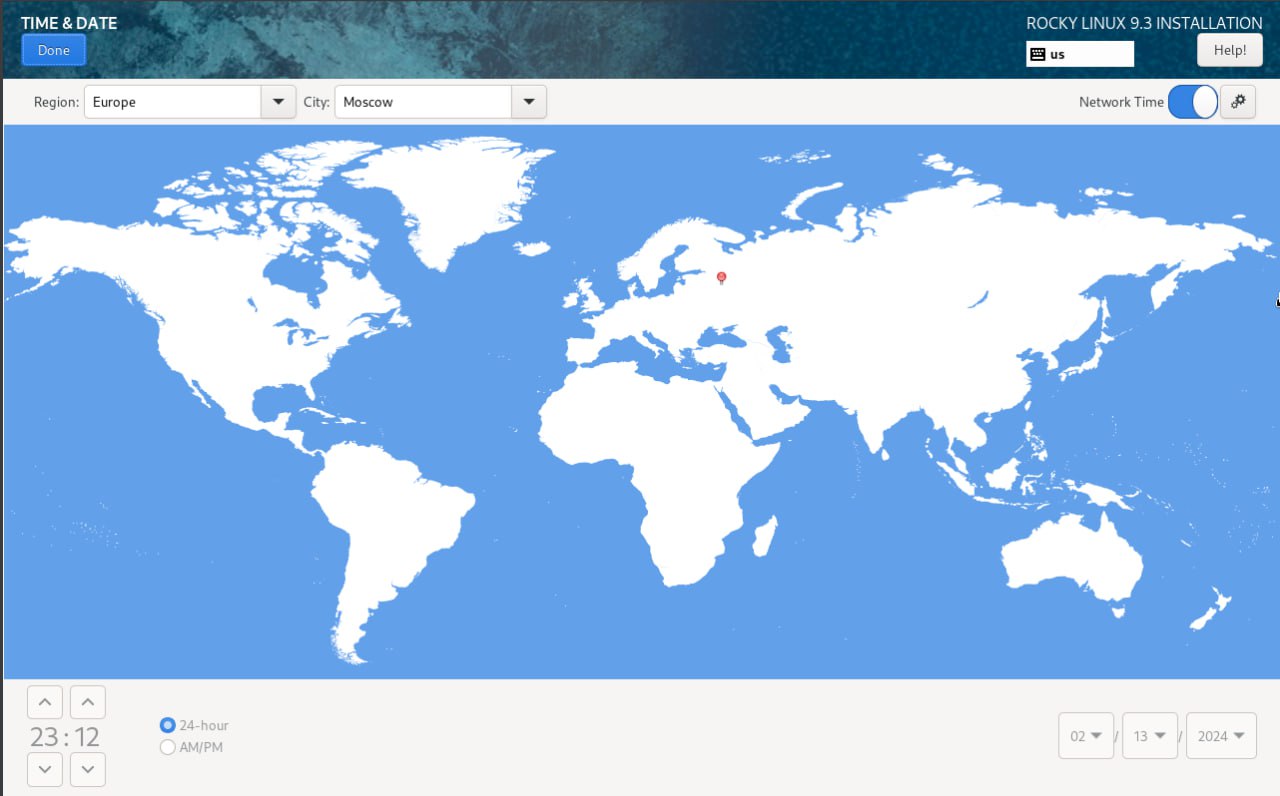 TIME & DATE
ROCKY LINUX 9.3 INSTALLATION
Done
us
Help!
Region: Europe City: Moscow Network Time
23:12
24-hour
AM/PM
02 / 13 / 2024